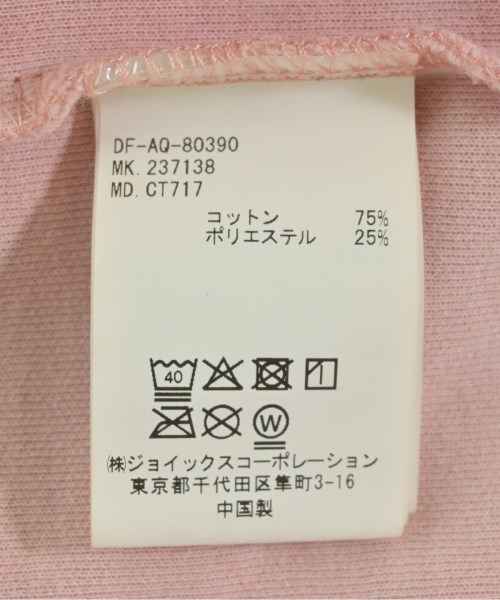 DF-AQ-80390
MK. 237138
MD. CT717
コットン 75%
ポリエステル 25%
40
W
㈱ジョイックスコーポレーション
東京都千代田区隼町3-16
中国製